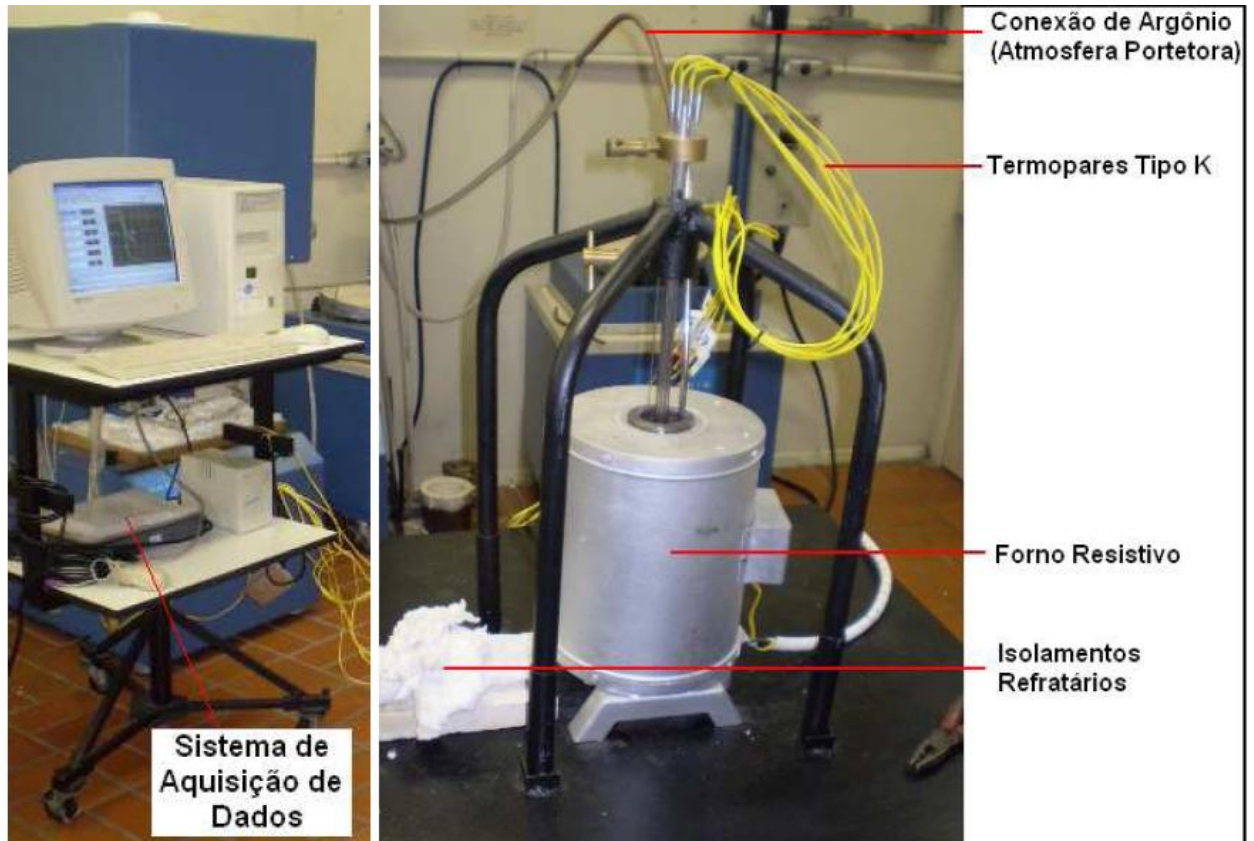 Conexão de Argônio
(Atmosfera Portetora)
Termopares Tipo K
Forno Resistivo
Isolamentos
Refratários
Sistema de
Aquisição de
Dados